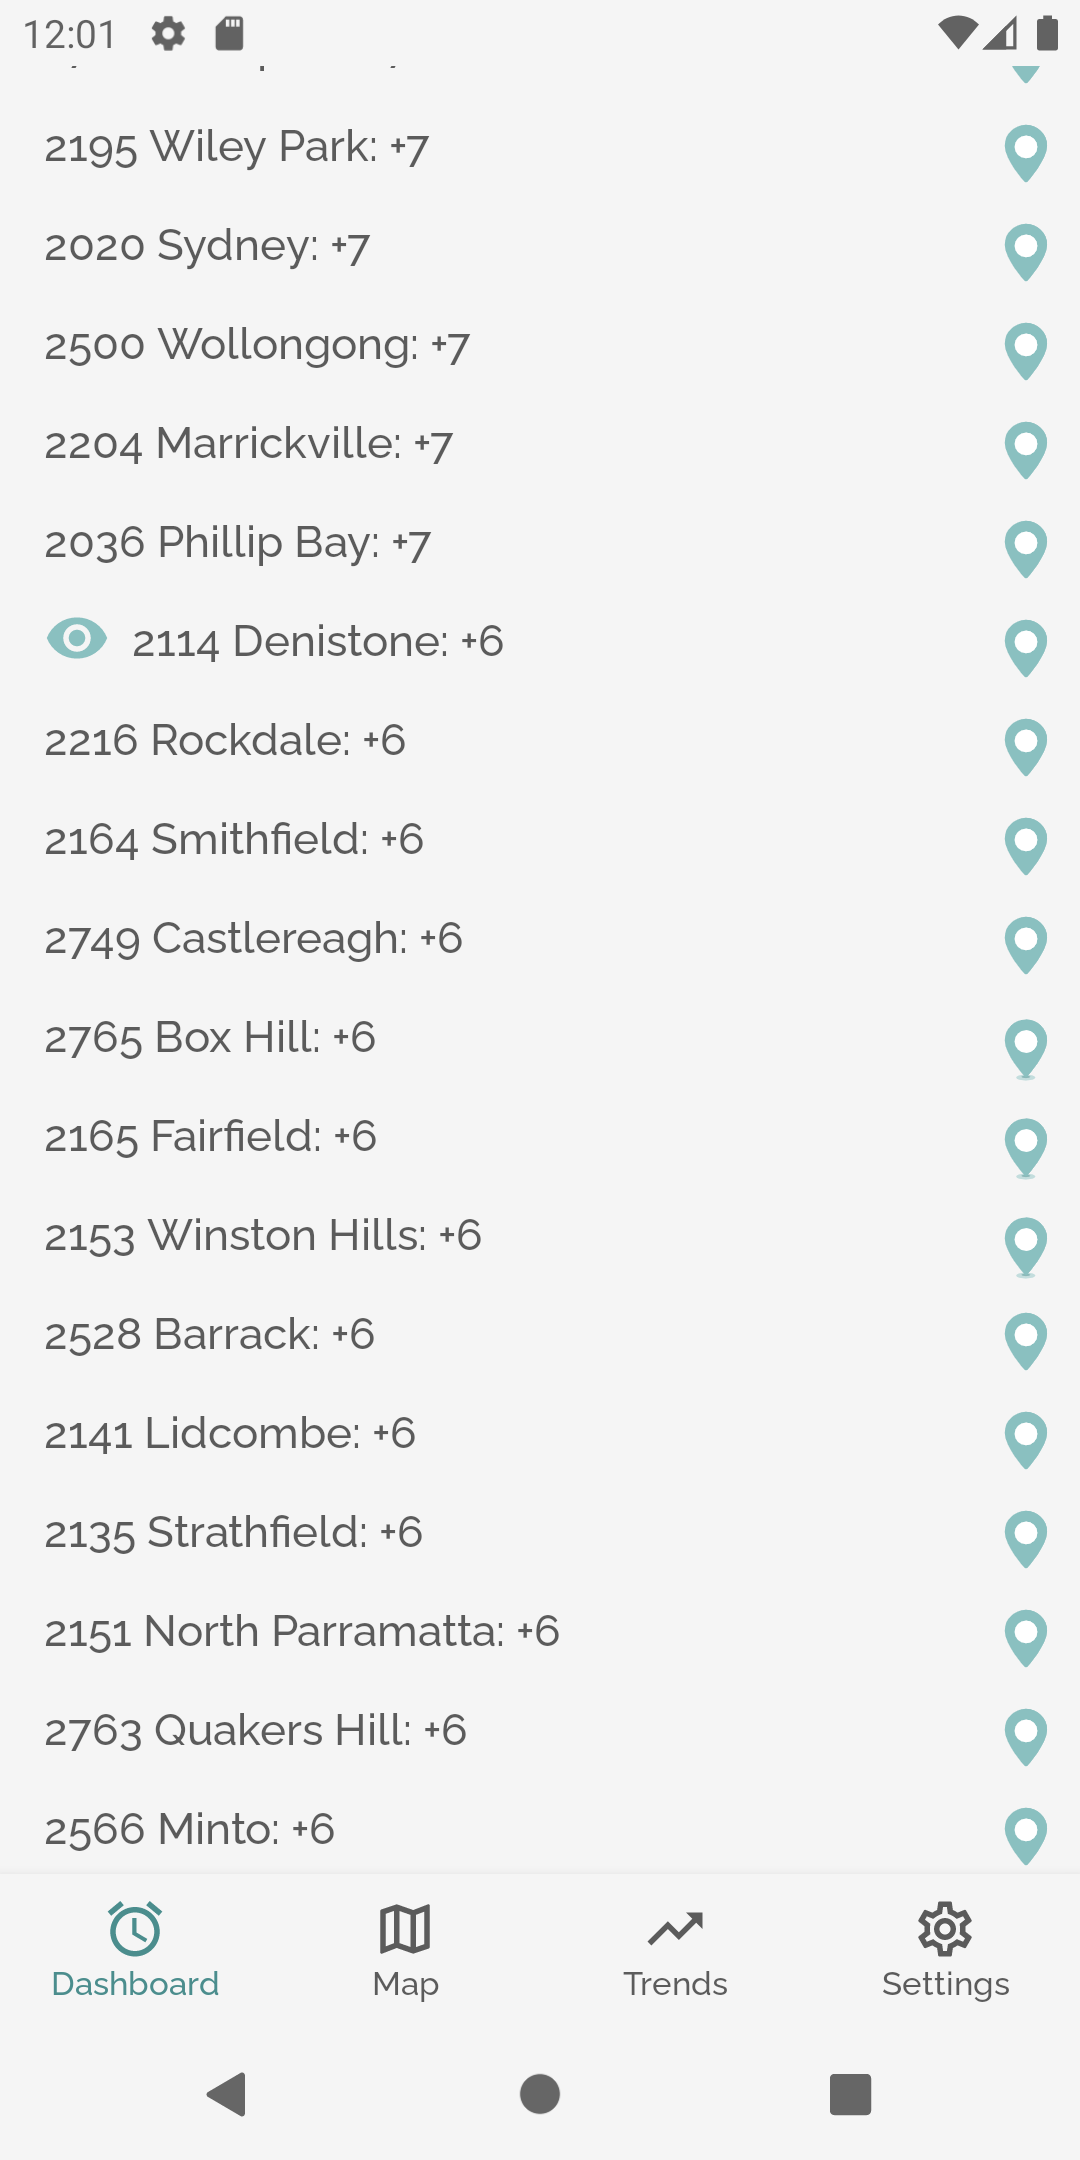 12:01
2195 Wiley Park: +7
2020 Sydney: +7
2500 Wollongong: +7
2204 Marrickville: +7
2036 Phillip Bay: +7
2114 Denistone: +6
2216 Rockdale: +6
2164 Smithfield: +6
2749 Castlereagh: +6
2765 Box Hill: +6
2165 Fairfield: +6
2153 Winston Hills: +6
2528 Barrack: +6
2141 Lidcombe: +6
2135 Strathfield: +6
2151 North Parramatta: +6
2763 Quakers Hill: +6
2566 Minto: +6
Dashboard
Map
Trends
Settings